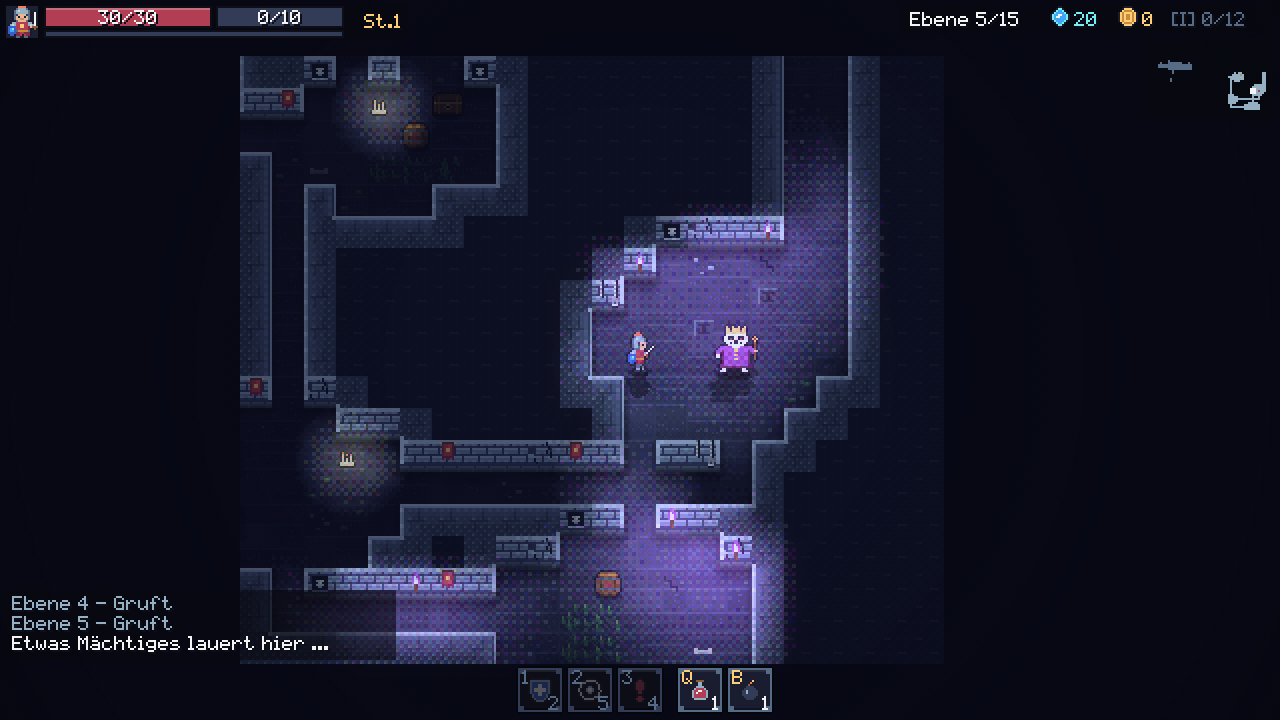 30/30
0/10
St.1
Ebene 5/15
20
0
0/12
Ebene 4 – Gruft
Ebene 5 – Gruft
Etwas Mächtiges lauert hier ...
1 2
2 5
3 4
Q 1
B 1